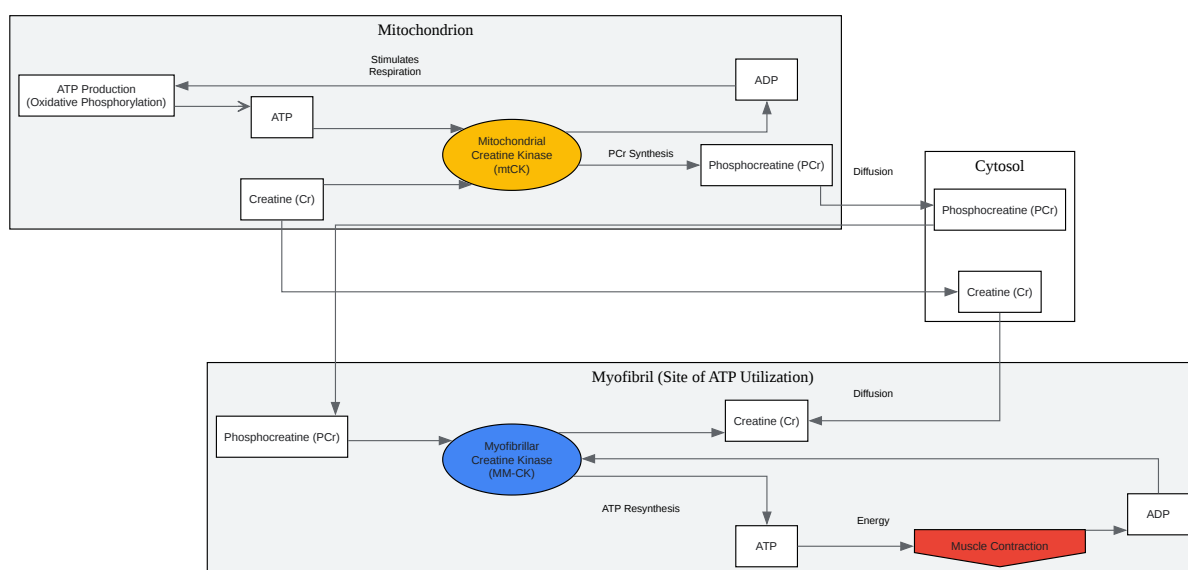 Mitochondrion
Stimulates
Respiration
ATP Production
(Oxidative Phosphorylation)
ADP
ATP
Mitochondrial
Creatine Kinase
(mtCK)
PCr Synthesis
Phosphocreatine (PCr)
Diffusion
Cytosol
Creatine (Cr)
Phosphocreatine (PCr)
Creatine (Cr)
Myofibril (Site of ATP Utilization)
Diffusion
Creatine (Cr)
Phosphocreatine (PCr)
Myofibrillar
Creatine Kinase
(MM-CK)
ATP Resynthesis
Energy
ADP
ATP
Muscle Contraction